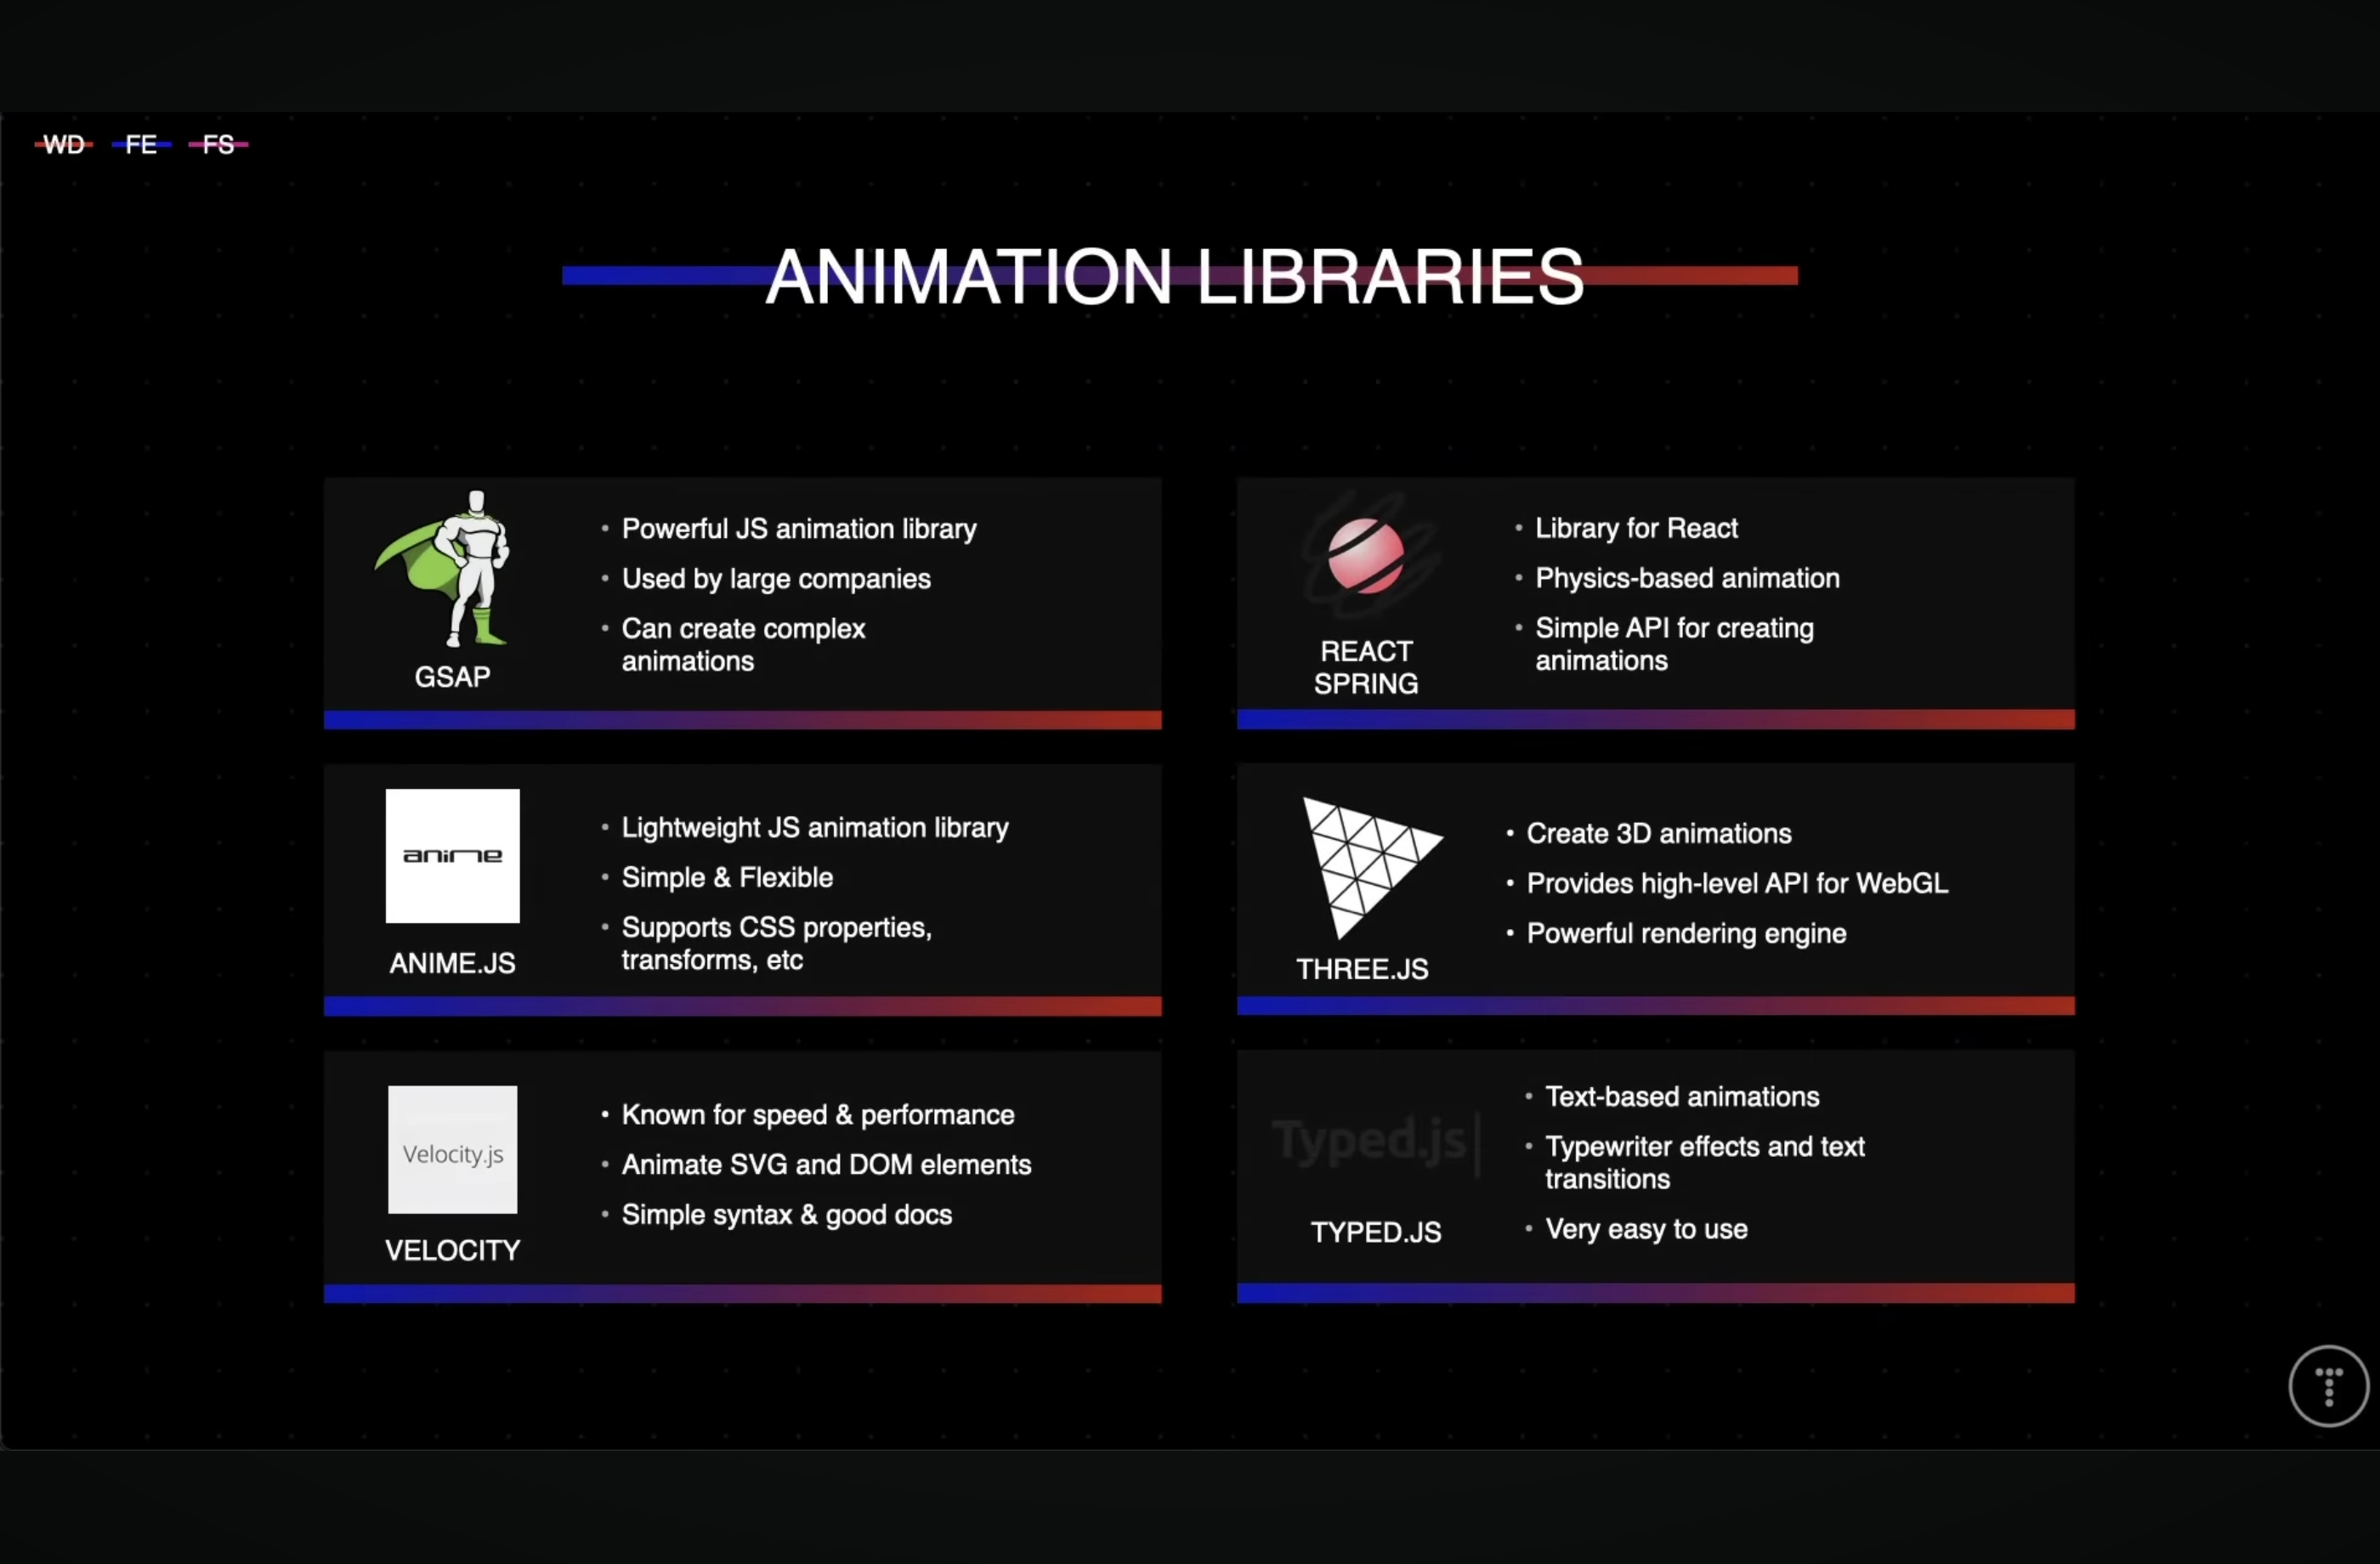 WD FE FS
ANIMATION LIBRARIES
Powerful JS animation library
Used by large companies
Can create complex
animations
GSAP
Library for React
Physics-based animation
Simple API for creating
animations
REACT
SPRING
anime
Lightweight JS animation library
Simple & Flexible
Supports CSS properties,
transforms, etc
ANIME.JS
Create 3D animations
Provides high-level API for WebGL
Powerful rendering engine
THREE.JS
Velocity.js
Known for speed & performance
Animate SVG and DOM elements
Simple syntax & good docs
VELOCITY
Typed.js|
Text-based animations
Typewriter effects and text
transitions
Very easy to use
TYPED.JS
T